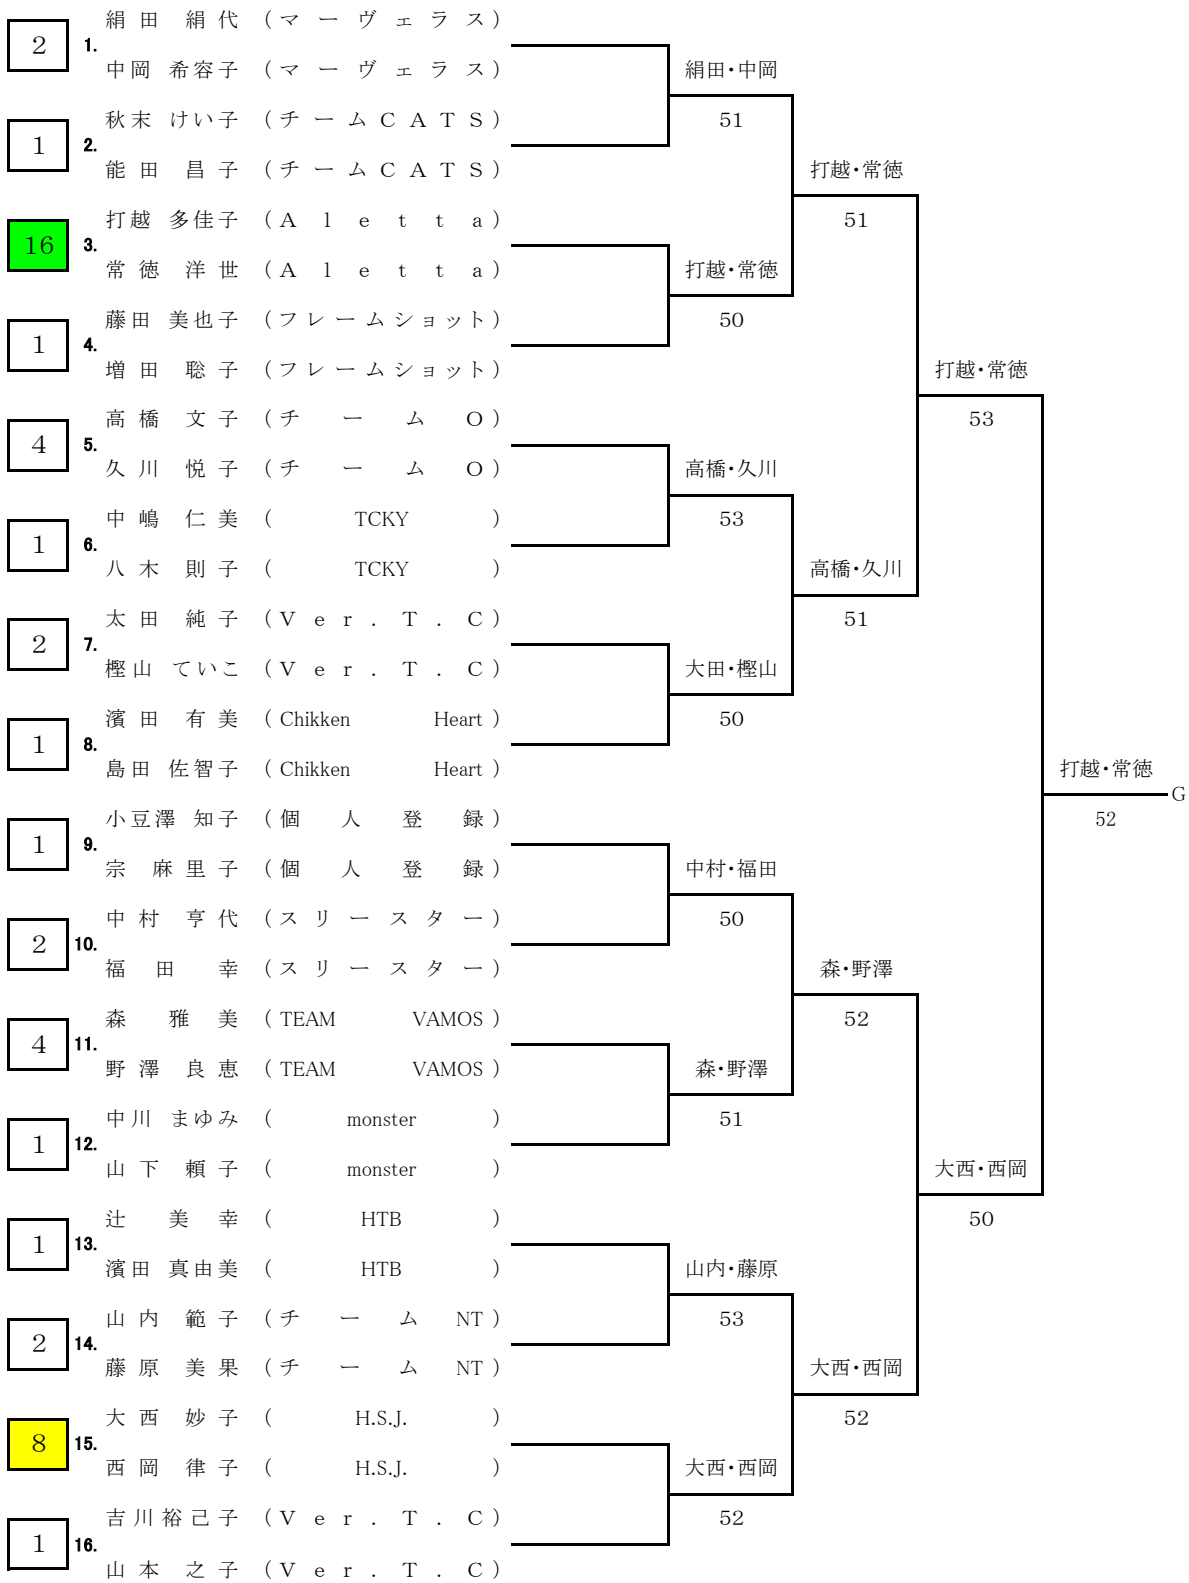 絹田 絹代 (マーヴェラス)
2 1.
中岡 希容子 (マーヴェラス) 絹田・中岡
秋末 けい子 (チームCATS) 51
1 2.
能田 昌子 (チームCATS) 打越・常徳
打越 多佳子 (Aletta) 51
16 3.
常徳 洋世 (Aletta) 打越・常徳
藤田 美也子 (フレームショット) 50
1 4.
増田 聡子 (フレームショット) 打越・常徳
高橋 文子 (チームO) 53
4 5.
久川 悦子 (チームO) 高橋・久川
中嶋 仁美 (TCKY) 53
1 6.
八木 則子 (TCKY) 高橋・久川
太田 純子 (Ver.T.C) 51
2 7.
樫山 ていこ (Ver.T.C) 大田・樫山
濱田 有美 (Chikken Heart) 50
1 8.
島田 佐智子 (Chikken Heart) 打越・常徳
G
小豆澤 知子 (個人登録) 52
1 9.
宗 麻里子 (個人登録) 中村・福田
中村 亨代 (スリースター) 50
2 10.
福田 幸 (スリースター) 森・野澤
森 雅美 (TEAM VAMOS) 52
4 11.
野澤 良恵 (TEAM VAMOS) 森・野澤
中川 まゆみ (monster) 51
1 12.
山下 頼子 (monster) 大西・西岡
辻 美幸 (HTB) 50
1 13.
濱田 真由美 (HTB) 山内・藤原
山内 範子 (チームNT) 53
2 14.
藤原 美果 (チームNT) 大西・西岡
大西 妙子 (H.S.J.) 52
8 15.
西岡 律子 (H.S.J.) 大西・西岡
吉川裕己子 (Ver.T.C) 52
1 16.
山本 之子 (Ver.T.C)